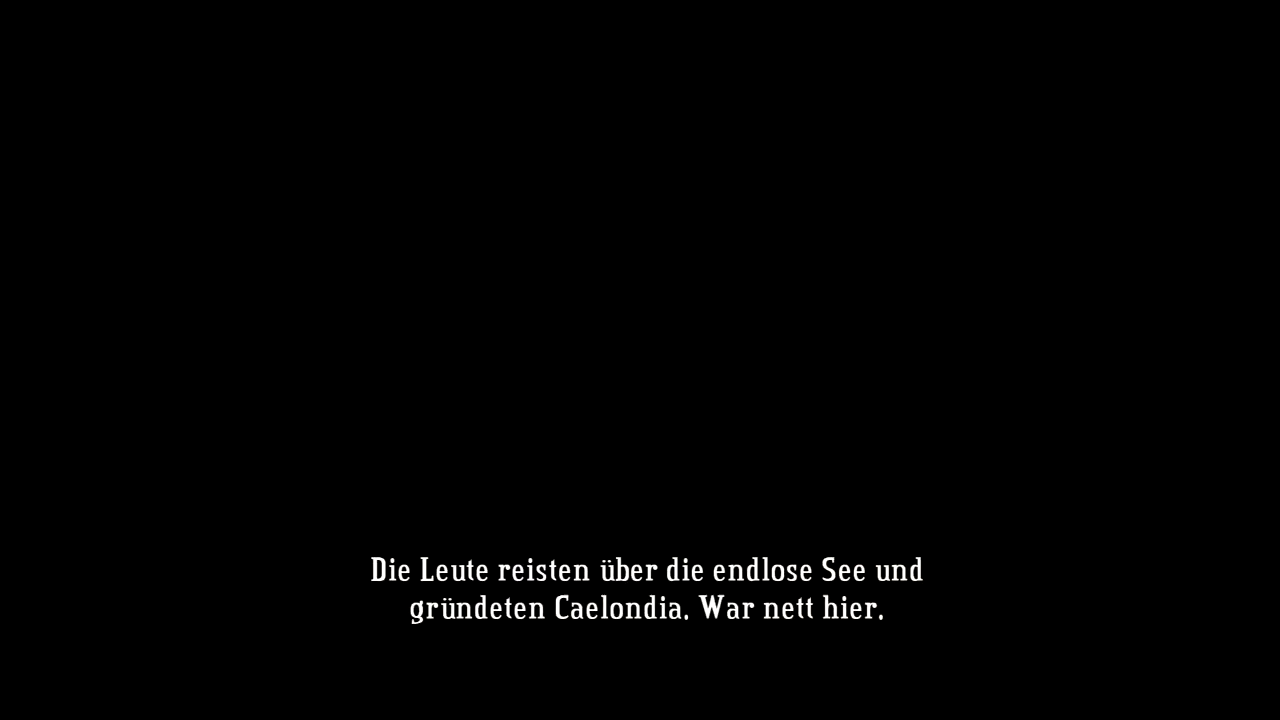 Die Leute reisten über die endlose See und
gründeten Caelondia. War nett hier.